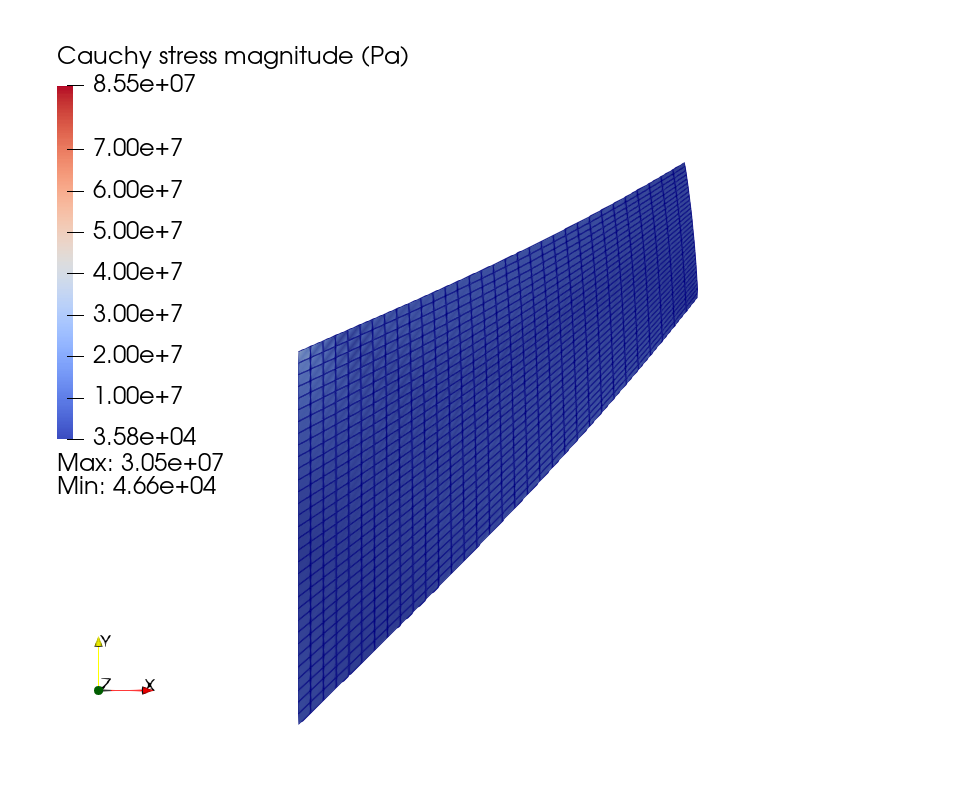 Cauchy stress magnitude (Pa)
8.55e+07
7.00e+7
6.00e+7
5.00e+7
4.00e+7
3.00e+7
2.00e+7
1.00e+7
3.58e+04
Max: 3.05e+07
Min: 4.66e+04
Y
Z X